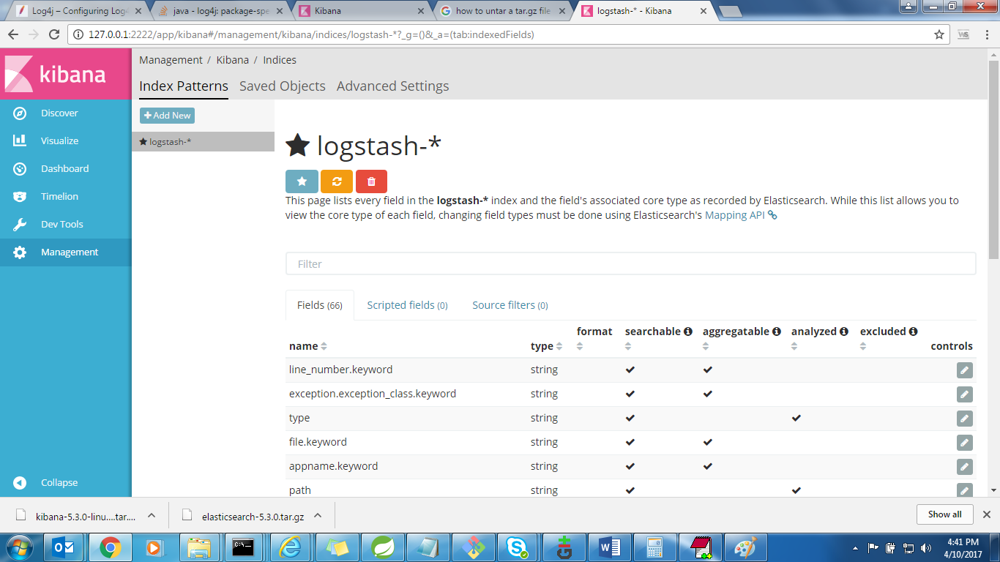 Log4j – Configuring Log4
java - log4j: package-spe
Kibana
how to untar a tar.gz file
logstash-* - Kibana
127.0.0.1:2222/app/kibana#/management/kibana/indices/logstash-*?_g=()&_a=(tab:indexedFields)
kibana
Discover
Visualize
Dashboard
Timelion
Dev Tools
Management
Collapse
Management / Kibana / Indices
Index Patterns Saved Objects Advanced Settings
Add New
logstash-*
logstash-*
This page lists every field in the logstash-* index and the field's associated core type as recorded by Elasticsearch. While this list allows you to
view the core type of each field, changing field types must be done using Elasticsearch's Mapping API
Filter
Fields (66) Scripted fields (0) Source filters (0)
name type format searchable aggregatable analyzed excluded controls
line_number.keyword string
exception.exception_class.keyword string
type string
file.keyword string
appname.keyword string
path string
kibana-5.3.0-linu....tar....
elasticsearch-5.3.0.tar.gz
Show all
4:41 PM
4/10/2017